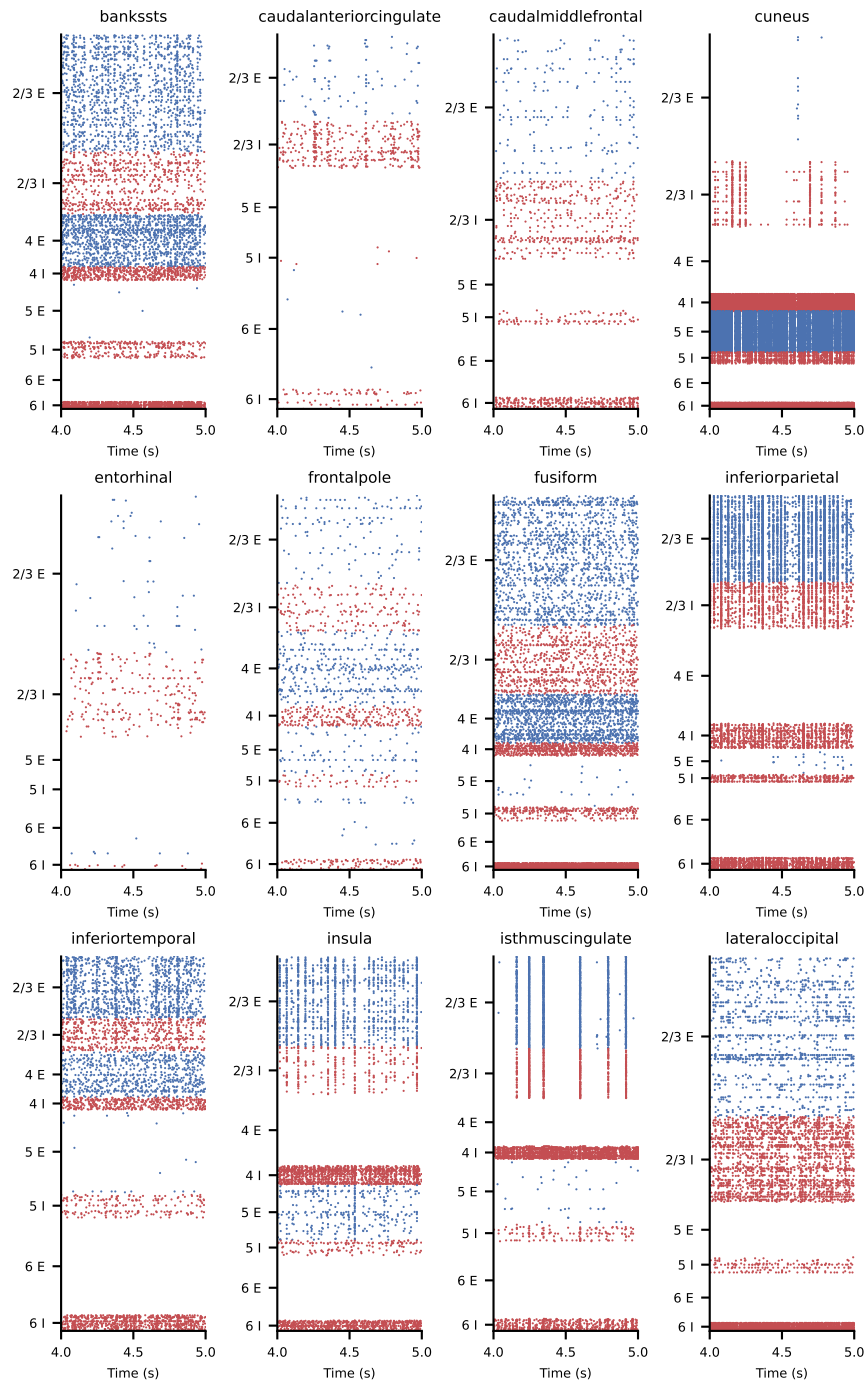 bankssts
2/3 E
2/3 I
4 E
4 I
5 E
5 I
6 E
6 I
4.0 4.5 5.0
Time (s)
caudalanteriorcingulate
2/3 E
2/3 I
5 E
5 I
6 E
6 I
4.0 4.5 5.0
Time (s)
caudalmiddlefrontal
2/3 E
2/3 I
5 E
5 I
6 E
6 I
4.0 4.5 5.0
Time (s)
cuneus
2/3 E
2/3 I
4 E
4 I
5 E
5 I
6 E
6 I
4.0 4.5 5.0
Time (s)
entorhinal
2/3 E
2/3 I
5 E
5 I
6 E
6 I
4.0 4.5 5.0
Time (s)
frontalpole
2/3 E
2/3 I
4 E
4 I
5 E
5 I
6 E
6 I
4.0 4.5 5.0
Time (s)
fusiform
2/3 E
2/3 I
4 E
4 I
5 E
5 I
6 E
6 I
4.0 4.5 5.0
Time (s)
inferiorparietal
2/3 E
2/3 I
4 E
4 I
5 E
5 I
6 E
6 I
4.0 4.5 5.0
Time (s)
inferiortemporal
2/3 E
2/3 I
4 E
4 I
5 E
5 I
6 E
6 I
4.0 4.5 5.0
Time (s)
insula
2/3 E
2/3 I
4 E
4 I
5 E
5 I
6 E
6 I
4.0 4.5 5.0
Time (s)
isthmuscingulate
2/3 E
2/3 I
4 E
4 I
5 E
5 I
6 E
6 I
4.0 4.5 5.0
Time (s)
lateraloccipital
2/3 E
2/3 I
5 E
5 I
6 E
6 I
4.0 4.5 5.0
Time (s)